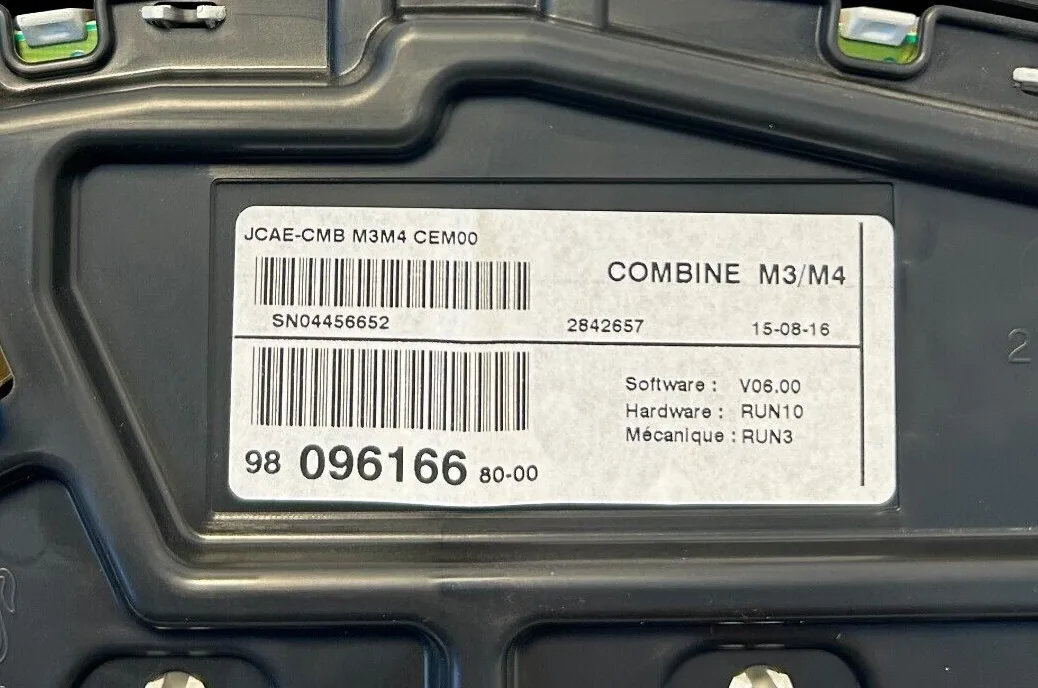 JCAE-CMB M3M4 CEM00
COMBINE M3/M4
SN04456652 2842657 15-08-16
Software : V06.00
Hardware : RUN10
Mécanique : RUN3
98 096166 80-00
2